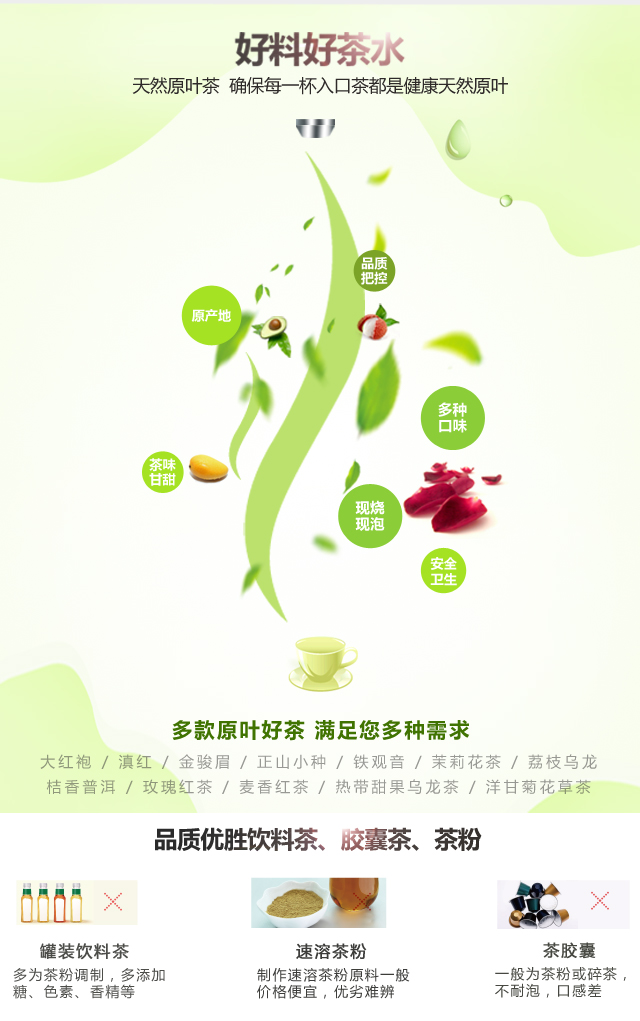 好料好茶水
天然原叶茶 确保每一杯入口茶都是健康天然原叶
品质
把控
原产地
多种
口味
茶味
甘甜
现烧
现泡
安全
卫生
多款原叶好茶 满足您多种需求
大红袍 / 滇红 / 金骏眉 / 正山小种 / 铁观音 / 茉莉花茶 / 荔枝乌龙
桔香普洱 / 玫瑰红茶 / 麦香红茶 / 热带甜果乌龙茶 / 洋甘菊花草茶
品质优胜饮料茶、胶囊茶、茶粉
罐装饮料茶
多为茶粉调制，多添加
糖、色素、香精等
速溶茶粉
制作速溶茶粉原料一般
价格便宜，优劣难辨
茶胶囊
一般为茶粉或碎茶，
不耐泡，口感差